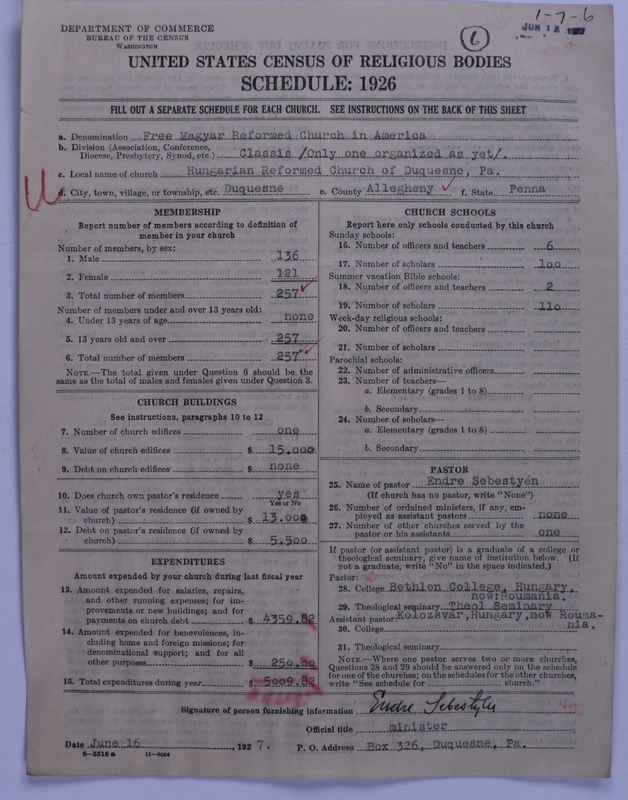 1-7-6
JUN 18 1927
6
DEPARTMENT OF COMMERCE
BUREAU OF THE CENSUS
WASHINGTON
UNITED STATES CENSUS OF RELIGIOUS BODIES
SCHEDULE: 1926
FILL OUT A SEPARATE SCHEDULE FOR EACH CHURCH. SEE INSTRUCTIONS ON THE BACK OF THIS SHEET
a. Denomination Free Magyar Reformed Church in America
b. Division (Association, Conference, Diocese, Presbytery, Synod, etc.) Classis /Only one organized as yet/.
c. Local name of church Hungarian Reformed Church of Duquesne, Pa.
d. City, town, village, or township, etc. Duquesne e. County Allegheny f. State Penna
MEMBERSHIP
Report number of members according to definition of
member in your church
Number of members, by sex:
1. Male 136
2. Female 121
3. Total number of members 257
Number of members under and over 13 years old:
4. Under 13 years of age none
5. 13 years old and over 257
6. Total number of members 257
NOTE.—The total given under Question 6 should be the
same as the total of males and females given under Question 3.
CHURCH BUILDINGS
See instructions, paragraphs 10 to 12
7. Number of church edifices one
8. Value of church edifices $ 15.000
9. Debt on church edifices $ none
10. Does church own pastor's residence yes
Yes or No
11. Value of pastor's residence (if owned by
church) $ 13.000
12. Debt on pastor's residence (if owned by
church) $ 5.500
EXPENDITURES
Amount expended by your church during last fiscal year
13. Amount expended for salaries, repairs,
and other running expenses; for im-
provements or new buildings; and for
payments on church debt $ 4359.82
14. Amount expended for benevolences, in-
cluding home and foreign missions; for
denominational support; and for all
other purposes $ 250.00
15. Total expenditures during year $ 5009.82
CHURCH SCHOOLS
Report here only schools conducted by this church
Sunday schools:
16. Number of officers and teachers 6
17. Number of scholars 100
Summer vacation Bible schools:
18. Number of officers and teachers 2
19. Number of scholars 110
Week-day religious schools:
20. Number of officers and teachers
21. Number of scholars
Parochial schools:
22. Number of administrative officers
23. Number of teachers—
a. Elementary (grades 1 to 8)
b. Secondary
24. Number of scholars—
a. Elementary (grades 1 to 8)
b. Secondary
PASTOR
25. Name of pastor Endre Sebestyén
(If church has no pastor, write "None")
26. Number of ordained ministers, if any, em-
ployed as assistant pastors none
27. Number of other churches served by the
pastor or his assistants one
If pastor (or assistant pastor) is a graduate of a college or
theological seminary, give name of institution below. (If
not a graduate, write "No" in the space indicated.)
Pastor:
28. College Bethlen College, Hungary,
now:Roumania.
29. Theological seminary Theol Seminary
Assistant pastor: Kolozsvar, Hungary, now Rouma-
30. College nia.
31. Theological seminary
NOTE.—Where one pastor serves two or more churches,
Questions 28 and 29 should be answered only on the schedule
for one of the churches; on the schedules for the other churches,
write "See schedule for church."
Signature of person furnishing information Endre Sebestyén
Official title minister
Date June 16, 1927. P. O. Address Box 326, Duquesne, Pa.
8-5518 a 11-9054